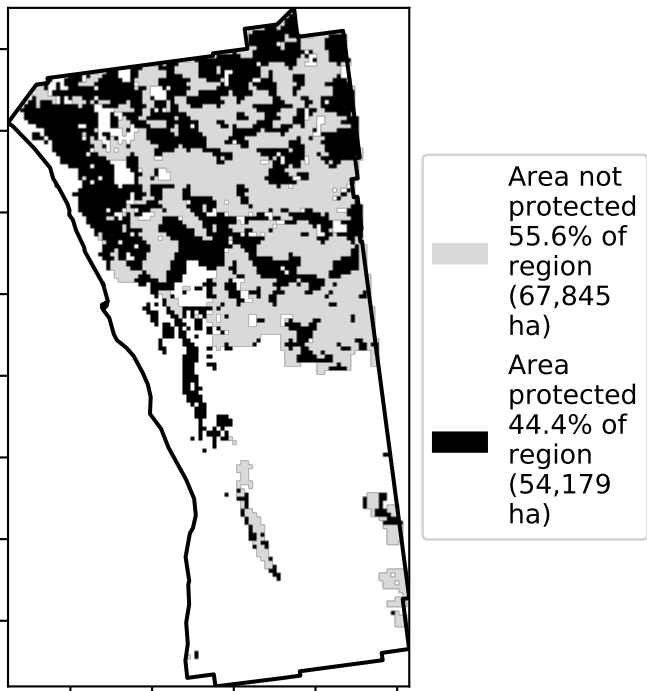 Area not
protected
55.6% of
region
(67,845
ha)
Area
protected
44.4% of
region
(54,179
ha)